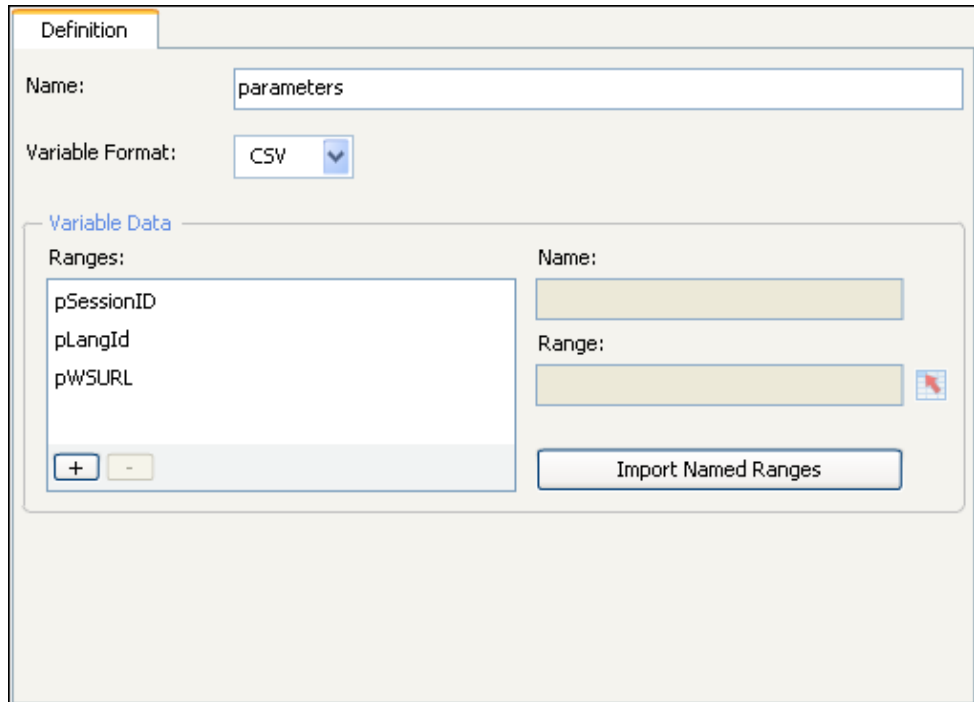 Definition
Name:
parameters
Variable Format:
CSV
Variable Data
Ranges:
pSessionID
pLangId
pWSURL
+ -
Name:
Range:
Import Named Ranges